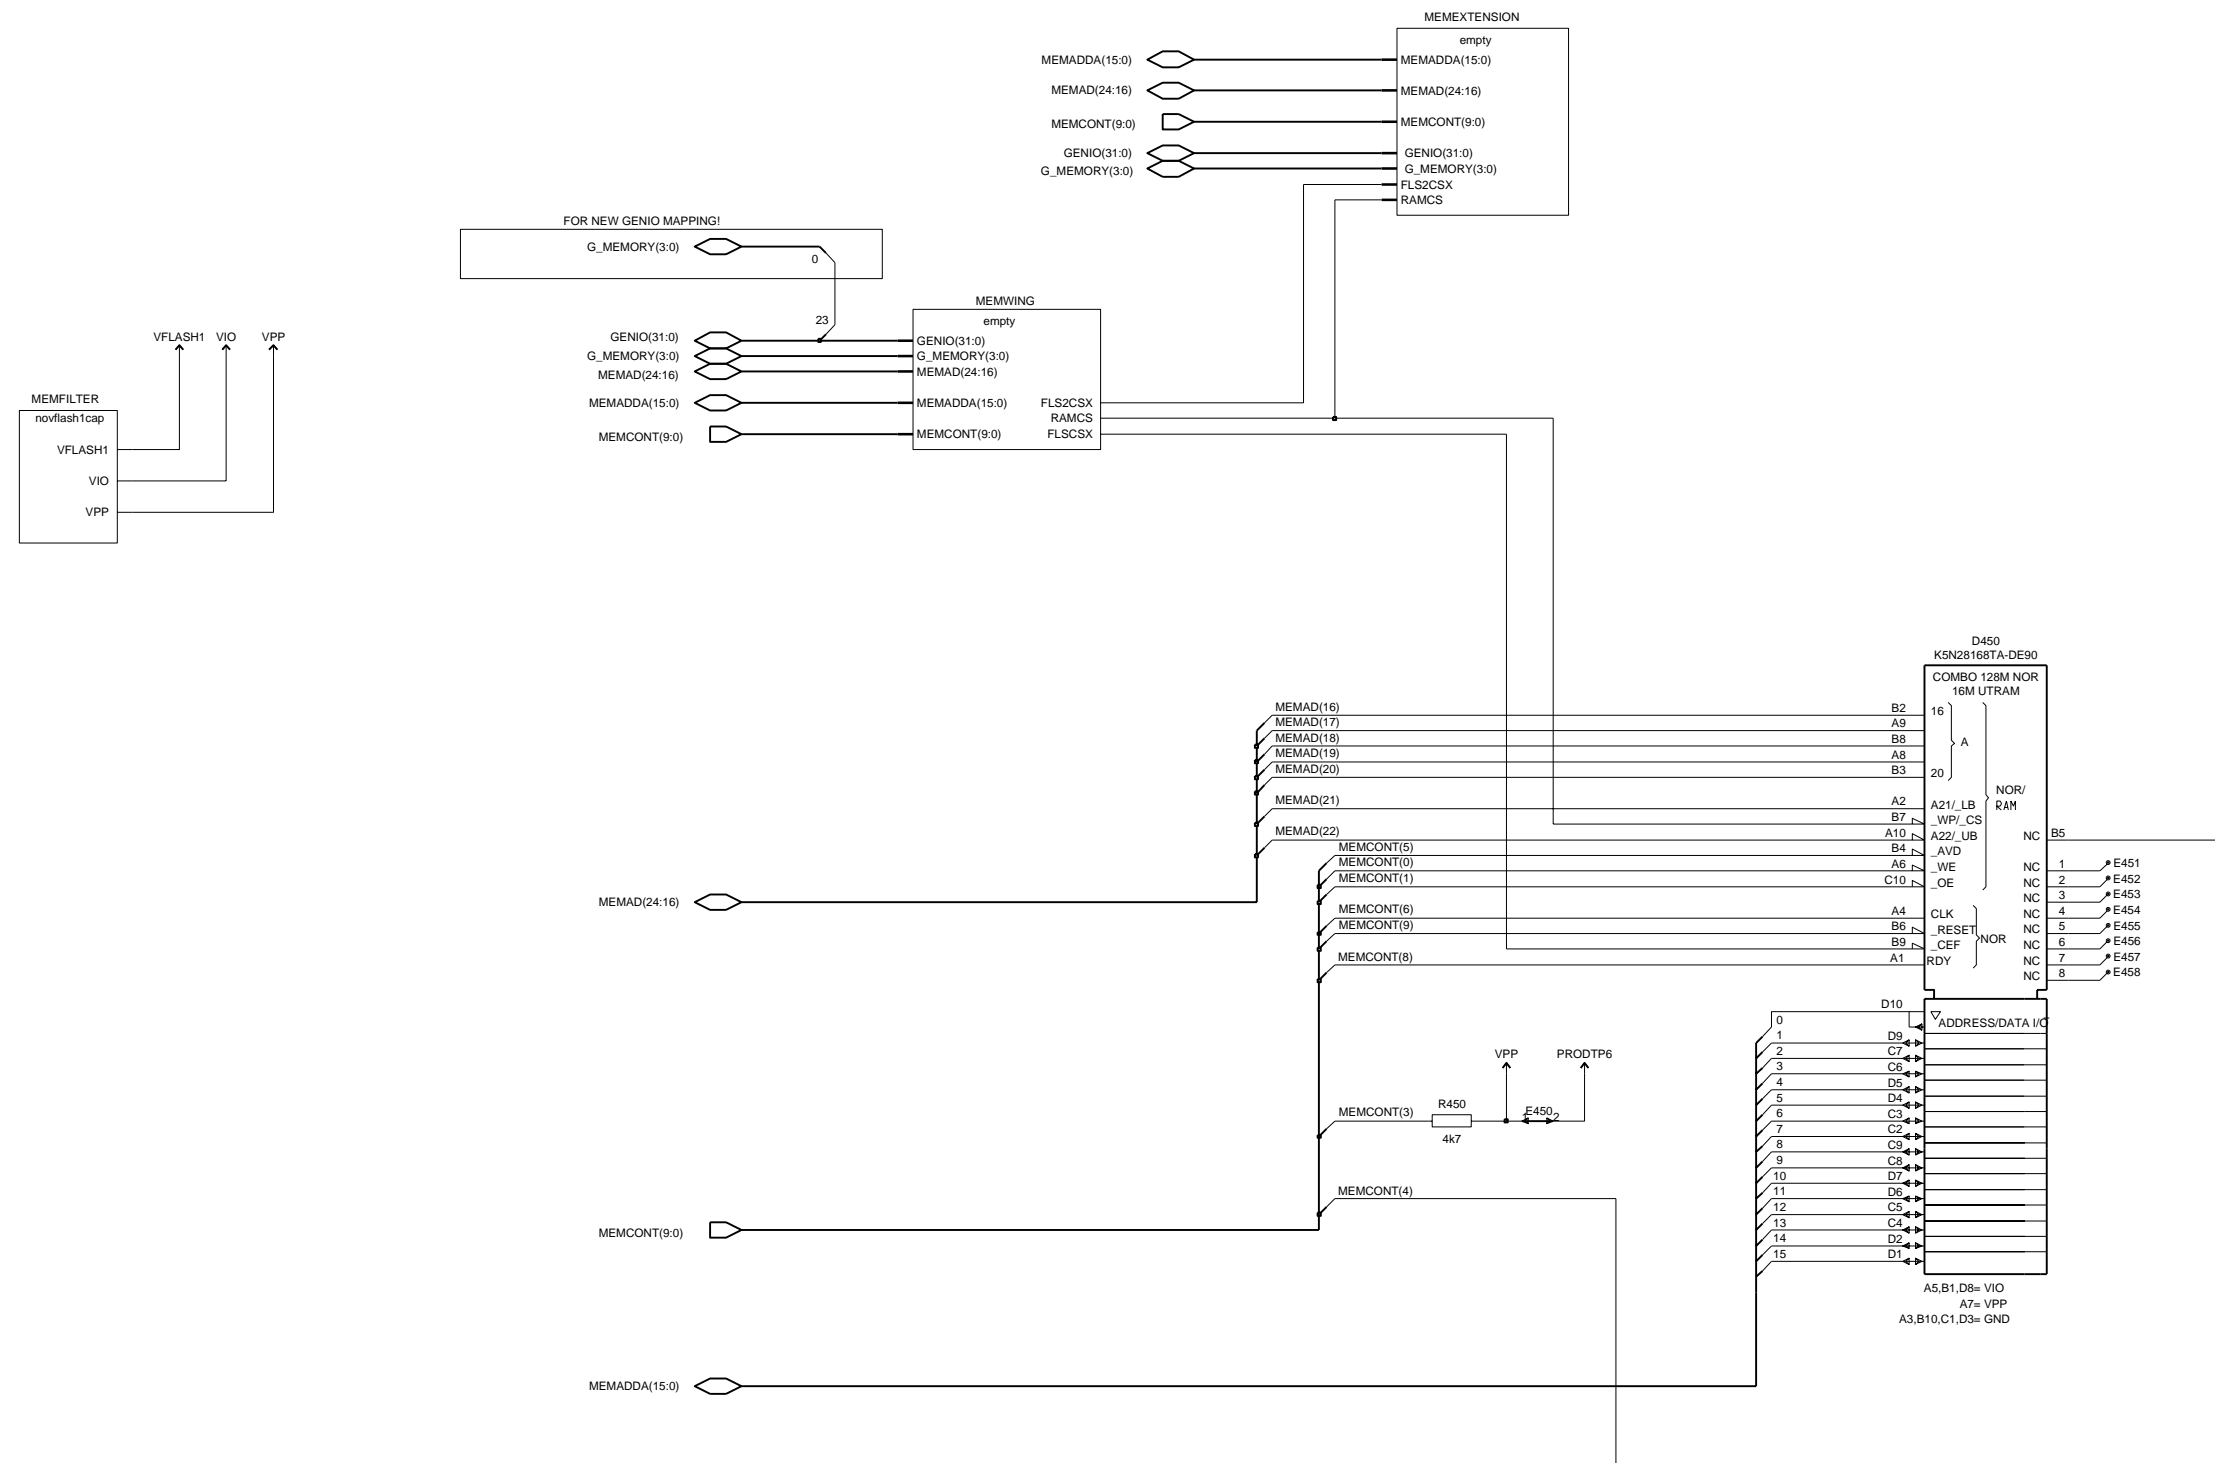 MEMEXTENSION
empty
MEMADDA(15:0)
MEMADDA(15:0)
MEMAD(24:16)
MEMAD(24:16)
MEMCONT(9:0)
MEMCONT(9:0)
GENIO(31:0)
GENIO(31:0)
G_MEMORY(3:0)
G_MEMORY(3:0)
FLS2CSX
RAMCS
FOR NEW GENIO MAPPING!
G_MEMORY(3:0)
0
23
MEMWING
empty
GENIO(31:0)
GENIO(31:0)
G_MEMORY(3:0)
G_MEMORY(3:0)
MEMAD(24:16)
MEMAD(24:16)
MEMADDA(15:0)
MEMADDA(15:0)
FLS2CSX
RAMCS
MEMCONT(9:0)
MEMCONT(9:0)
FLSCSX
VFLASH1 VIO VPP
MEMFILTER
novflash1cap
VFLASH1
VIO
VPP
D450
K5N28168TA-DE90
COMBO 128M NOR
16M UTRAM
MEMAD(16) B2 16
MEMAD(17) A9
MEMAD(18) B8 A
MEMAD(19) A8
MEMAD(20) B3 20
NOR/
RAM
MEMAD(21) A2 A21/_LB
B7 _WP/_CS
MEMAD(22) A10 A22/_UB NC B5
MEMCONT(5) B4 _AVD
MEMCONT(0) A6 _WE NC 1 E451
MEMCONT(1) C10 _OE NC 2 E452
NC 3 E453
MEMCONT(6) A4 CLK NC 4 E454
MEMCONT(9) B6 _RESET NC 5 E455
B9 _CEF NOR NC 6 E456
MEMCONT(8) A1 RDY NC 7 E457
NC 8 E458
MEMAD(24:16)
D10
0 ADDRESS/DATA I/O
1 D9
2 C7
3 C6
4 D5
5 D4
6 C3
7 C2
8 C9
9 C8
10 D7
11 D6
12 C5
13 C4
14 D2
15 D1
VPP PRODTP6
MEMCONT(3) R450 1 E450 2
4k7
MEMCONT(4)
MEMCONT(9:0)
A5,B1,D8= VIO
A7= VPP
A3,B10,C1,D3= GND
MEMADDA(15:0)